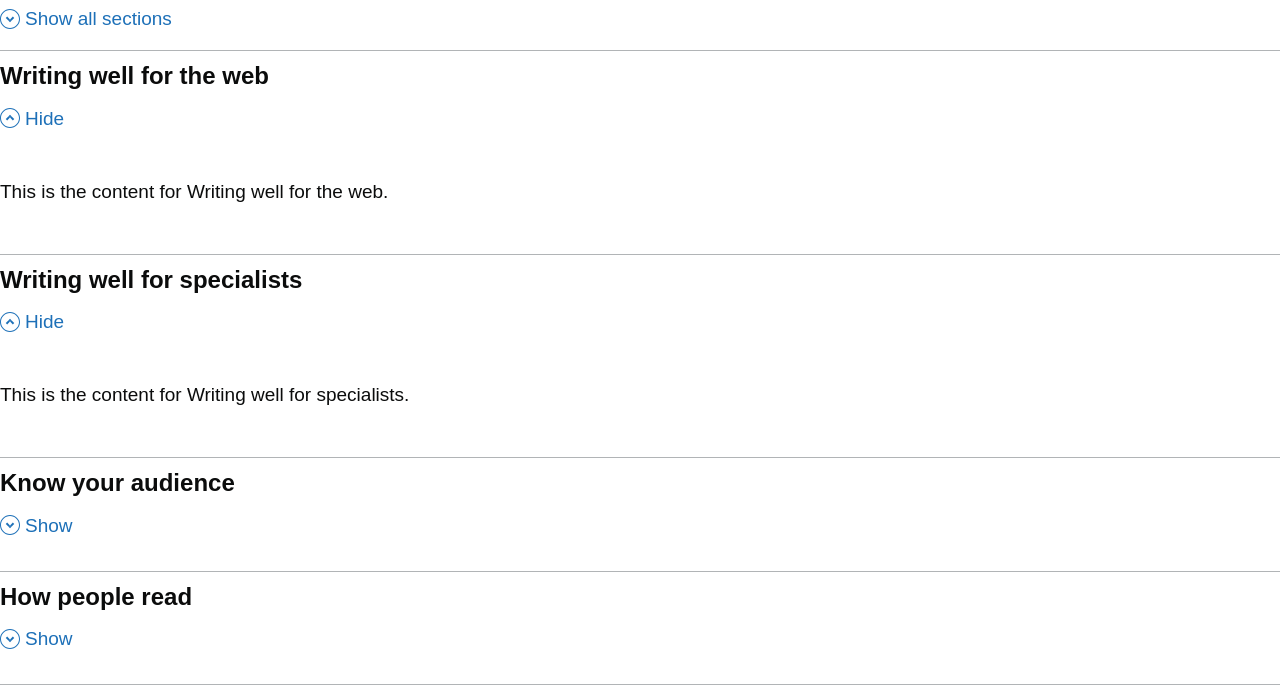 Show all sections
Writing well for the web
Hide
This is the content for Writing well for the web.
Writing well for specialists
Hide
This is the content for Writing well for specialists.
Know your audience
Show
How people read
Show